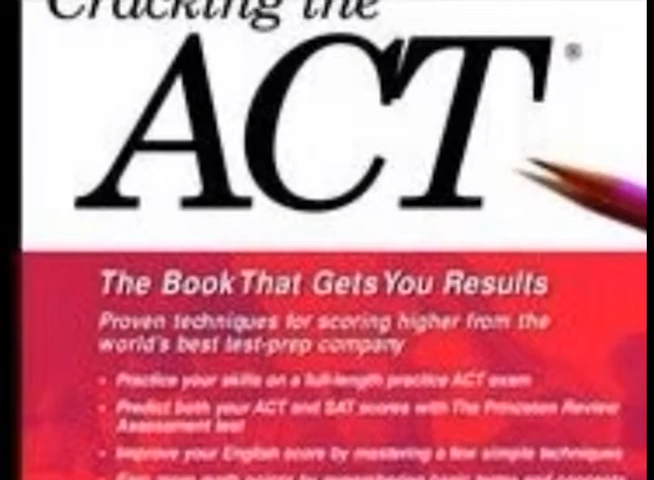 Cracking the
ACT®
The Book That Gets You Results
Proven techniques for scoring higher from the
world's best test-prep company
• Practice your skills on a full-length practice ACT exam
• Predict both your ACT and SAT scores with The Princeton Review
Assessment test
• Improve your English score by mastering a few simple techniques